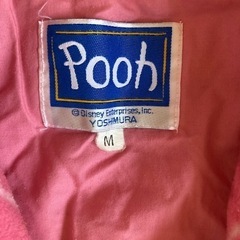 Pooh
© Disney Enterprises, Inc.
YOSHIMURA
M